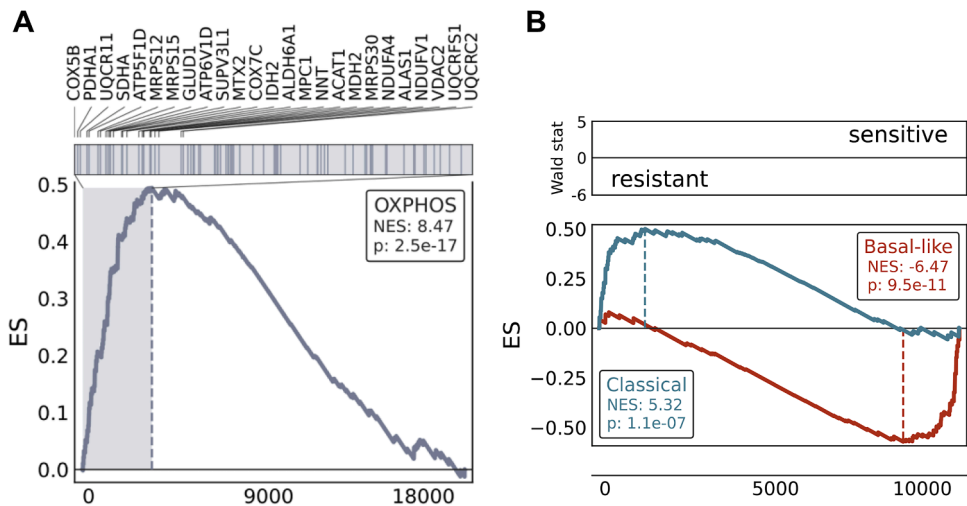 A
COX5B
PDHA1
UQCR11
SDHA
ATP5F1D
MRPS12
MRPS15
GLUD1
ATP6V1D
SUPV3L1
MTX2
COX7C
IDH2
ALDH6A1
MPC1
NNT
ACAT1
MDH2
MRPS30
NDUFA4
ALAS1
NDUFV1
VDAC2
UQCRFS1
UQCRC2
0.5
0.4
0.3
0.2
0.1
0.0
ES
OXPHOS
NES: 8.47
p: 2.5e-17
0
9000
18000
B
Wald stat
5
0
-6
sensitive
resistant
0.50
0.25
0.00
−0.25
−0.50
ES
Basal-like
NES: -6.47
p: 9.5e-11
Classical
NES: 5.32
p: 1.1e-07
0
5000
10000